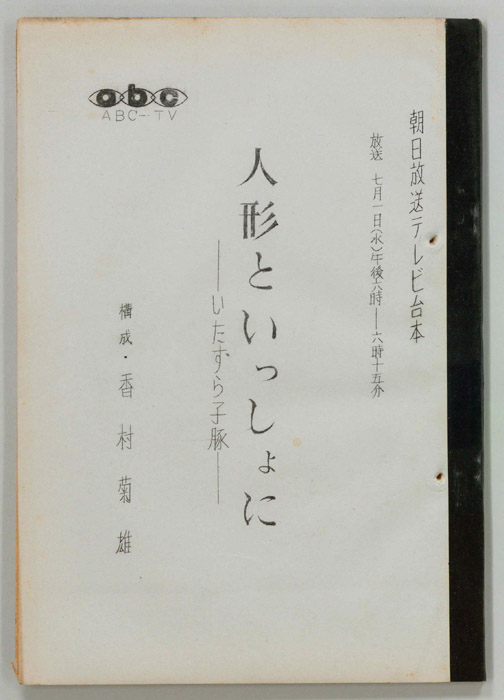 朝日放送テレビ台本
放送 七月一日(水)午後六時―六時十五分
人形といっしょに
―いたずら子豚―
構成・香村菊雄
abc
ABC-TV